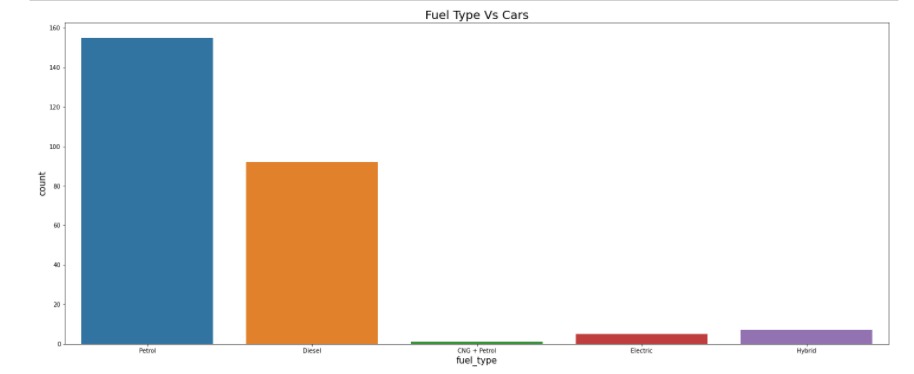 Fuel Type Vs Cars
160
140
120
100
80
60
40
20
0
count
Petrol
Diesel
CNG + Petrol
Electric
Hybrid
fuel_type